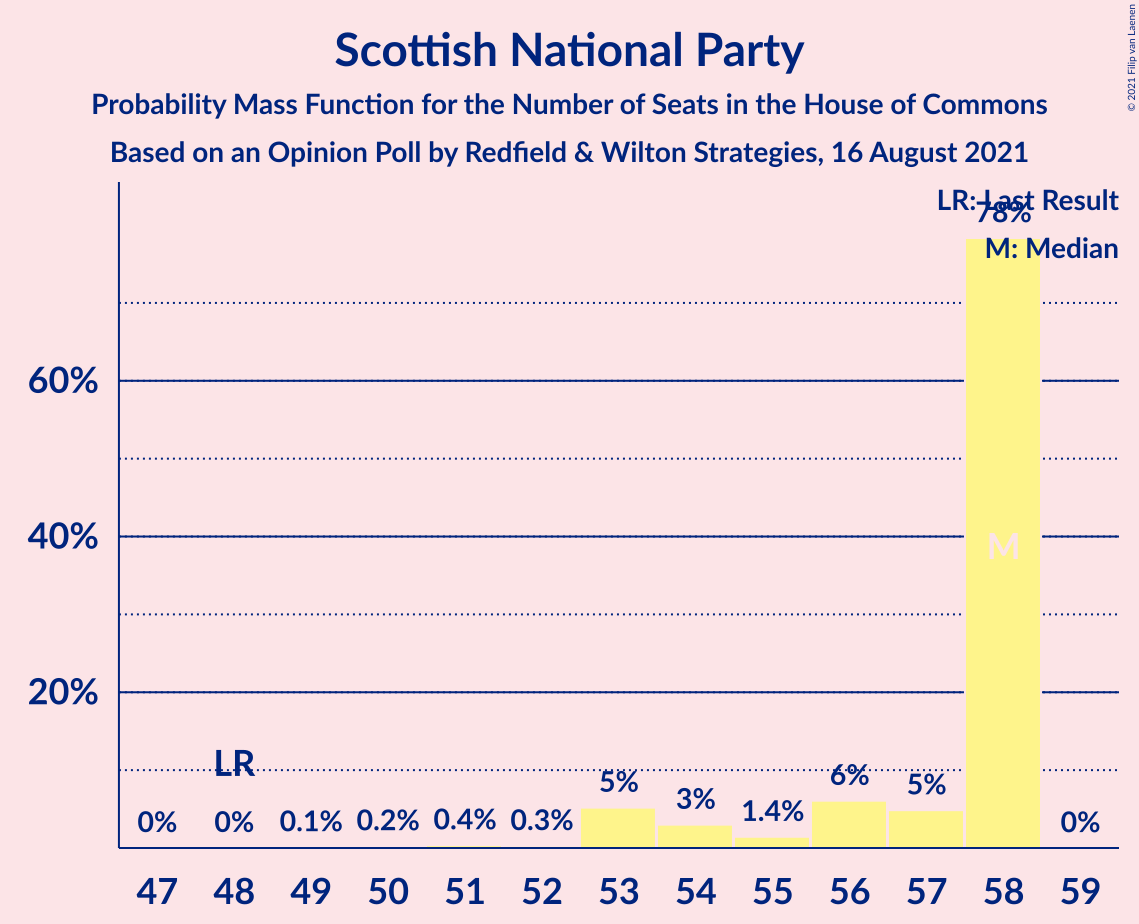 Scottish National Party
Probability Mass Function for the Number of Seats in the House of Commons
Based on an Opinion Poll by Redfield & Wilton Strategies, 16 August 2021
© 2021 Filip van Laenen
LR: Last Result
78%
M: Median
60%
40%
M
20%
LR
0%
0%
0.1%
0.2%
0.4%
0.3%
5%
3%
1.4%
6%
5%
0%
47 48 49 50 51 52 53 54 55 56 57 58 59